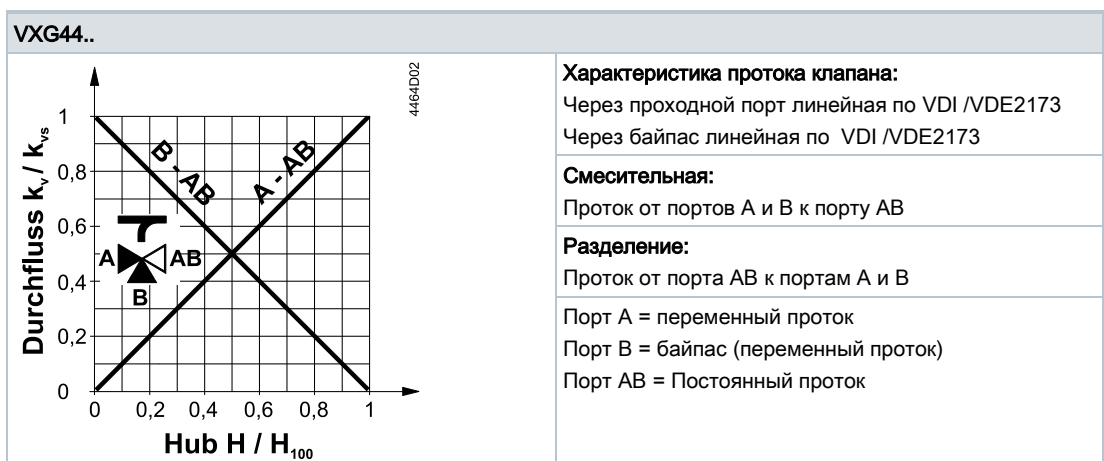 VXG44..
4464D02
1
0,8
0,6
0,4
0,2
0
Durchfluss kv / kvs
B - AB
A - AB
A
AB
B
0
0,2
0,4
0,6
0,8
1
Hub H / H100
Характеристика протока клапана:
Через проходной порт линейная по VDI /VDE2173
Через байпас линейная по VDI /VDE2173
Смесительная:
Проток от портов А и В к порту АВ
Разделение:
Проток от порта АВ к портам А и В
Порт А = переменный проток
Порт В = байпас (переменный проток)
Порт АВ = Постоянный проток